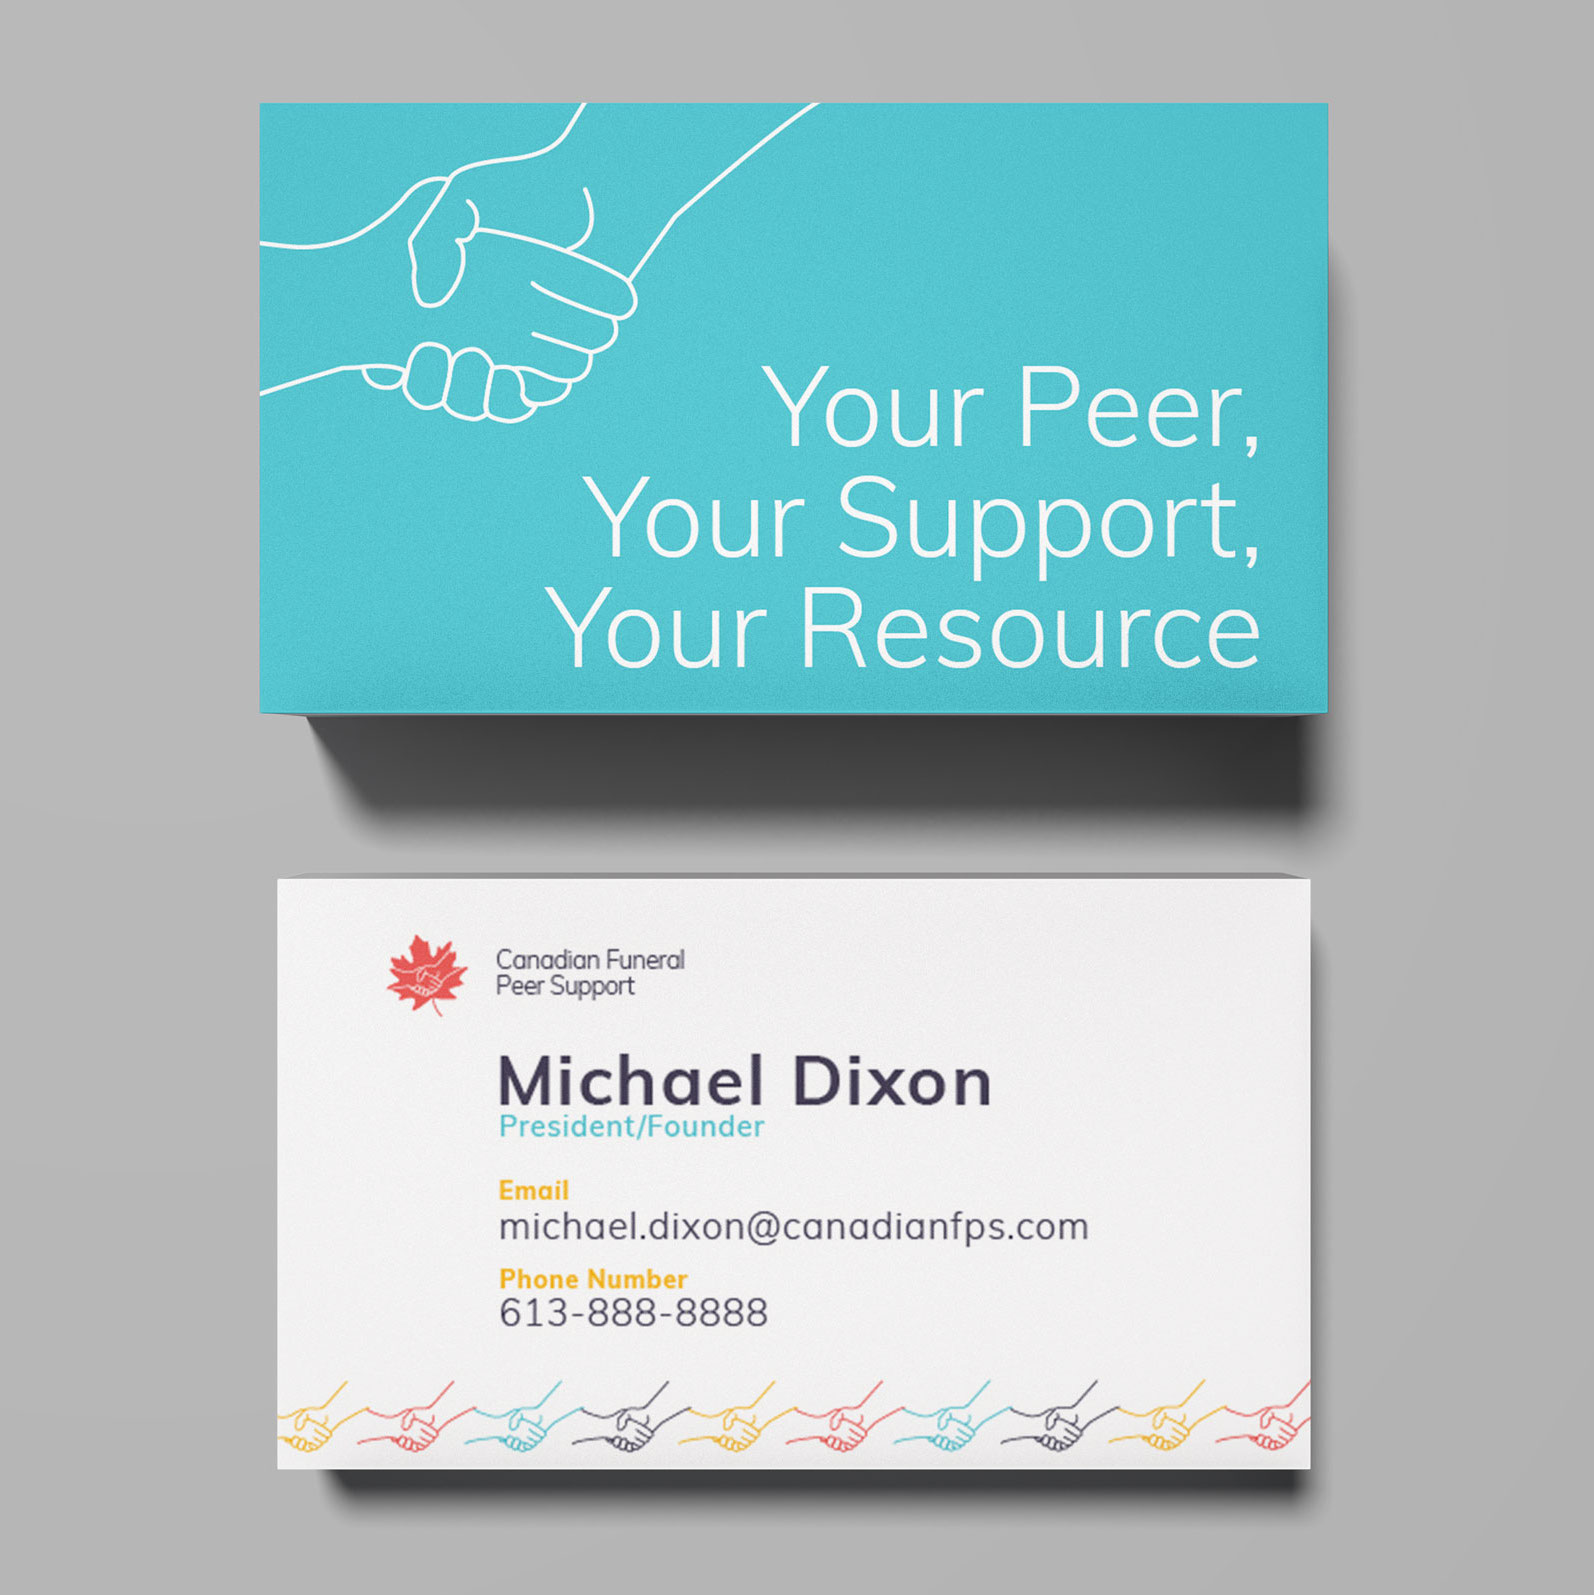 Your Peer,
Your Support,
Your Resource
Canadian Funeral
Peer Support
Michael Dixon
President/Founder
Email
michael.dixon@canadianfps.com
Phone Number
613-888-8888